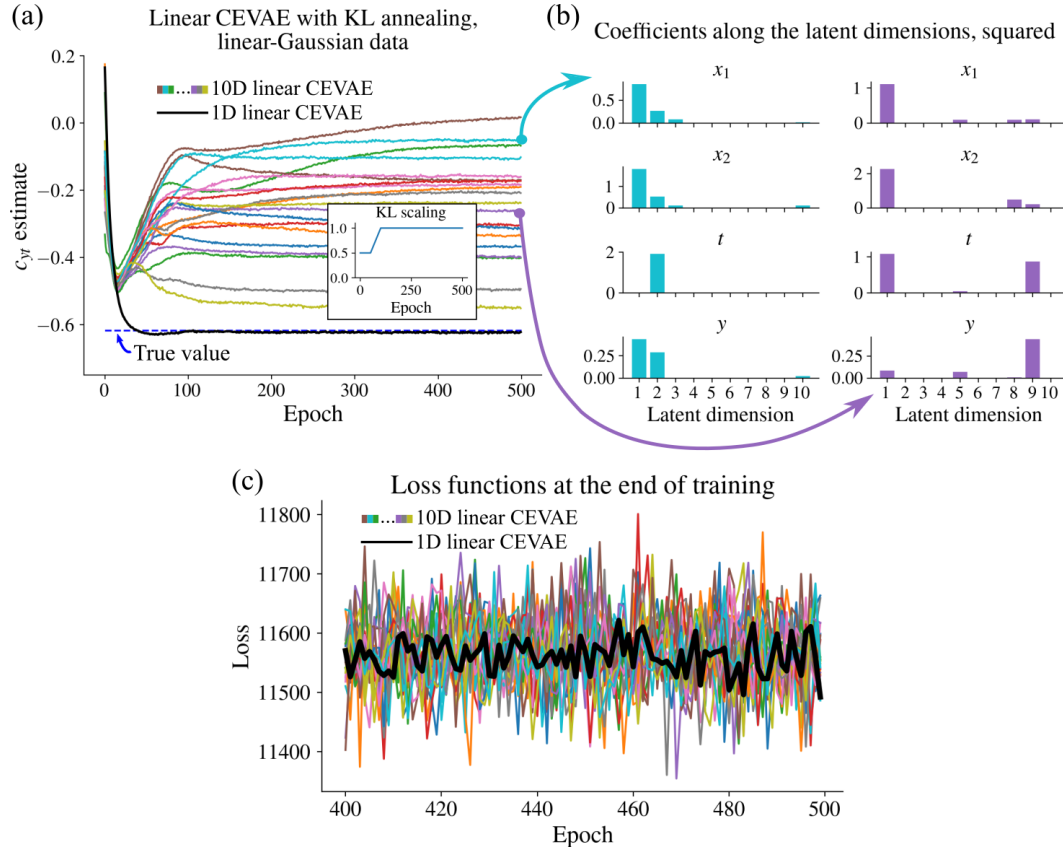 (a)
Linear CEVAE with KL annealing,
linear-Gaussian data
0.2
0.0
−0.2
−0.4
−0.6
c_yt estimate
... 10D linear CEVAE
1D linear CEVAE
KL scaling
1.0
0.5
0.0
0 500
Epoch
True value
0 100 200 300 400 500
Epoch
(b)
Coefficients along the latent dimensions, squared
x₁
0.5
0.0
x₁
1
0
x₂
1
0
x₂
2
0
t
2
0
t
1
0
y
0.25
0.00
1 2 3 4 5 6 7 8 9 10
Latent dimension
y
0.25
0.00
1 2 3 4 5 6 7 8 9 10
Latent dimension
(c)
Loss functions at the end of training
... 10D linear CEVAE
1D linear CEVAE
11800
11700
11600
11500
11400
Loss
400 420 440 460 480 500
Epoch